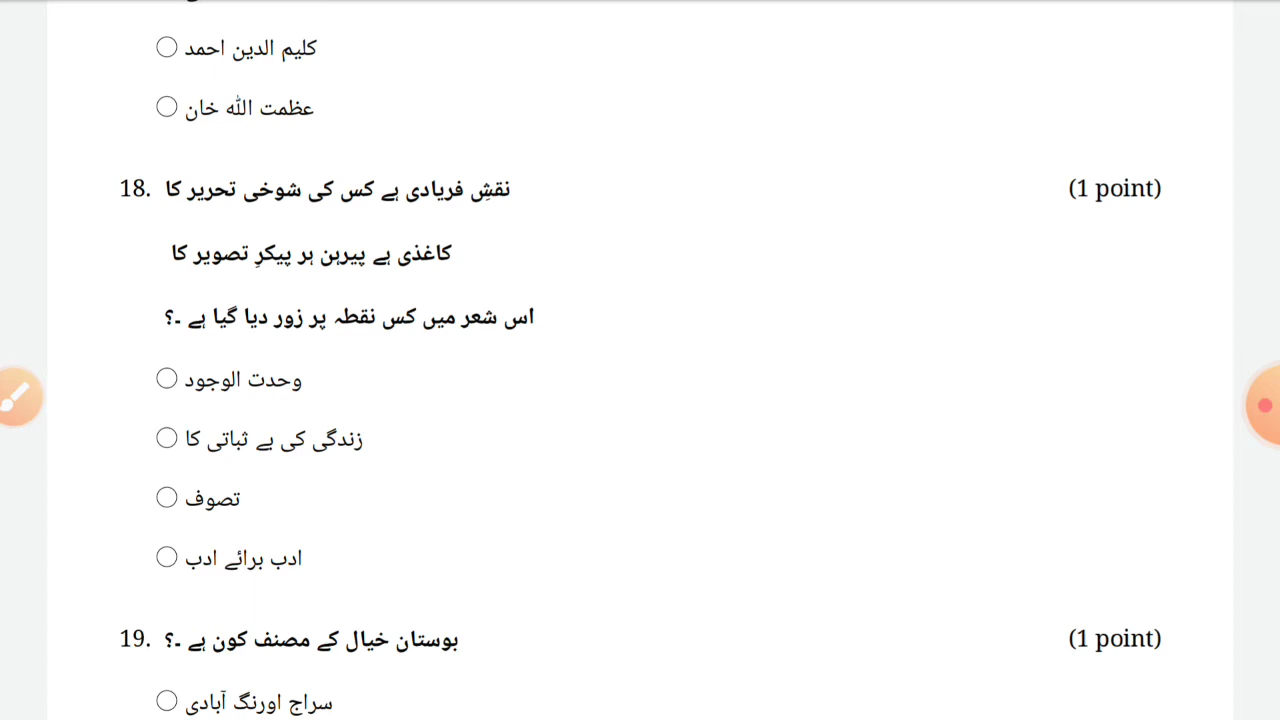 کلیم الدین احمد
عظمت اللہ خان
18. نقشِ فریادی ہے کس کی شوخی تحریر کا (1 point)
کاغذی ہے پیرہن ہر پیکرِ تصویر کا
اس شعر میں کس نقطہ پر زور دیا گیا ہے ۔؟
وحدت الوجود
زندگی کی بے ثباتی کا
تصوف
ادب برائے ادب
19. بوستان خیال کے مصنف کون ہے ۔؟ (1 point)
سراج اورنگ آبادی